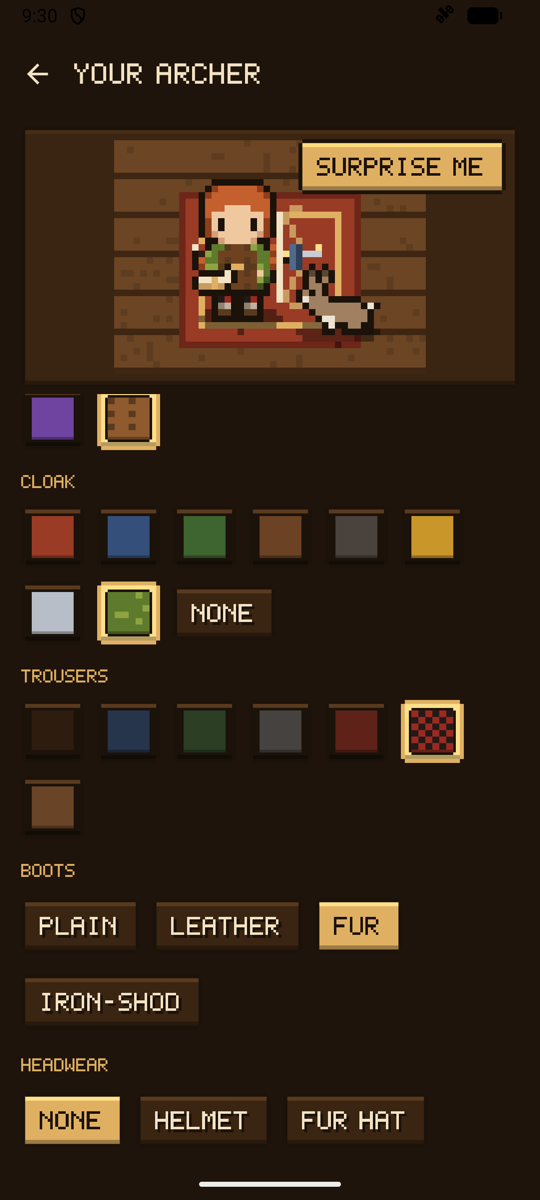 9:30
YOUR ARCHER
SURPRISE ME
CLOAK
NONE
TROUSERS
BOOTS
PLAIN LEATHER FUR
IRON-SHOD
HEADWEAR
NONE HELMET FUR HAT